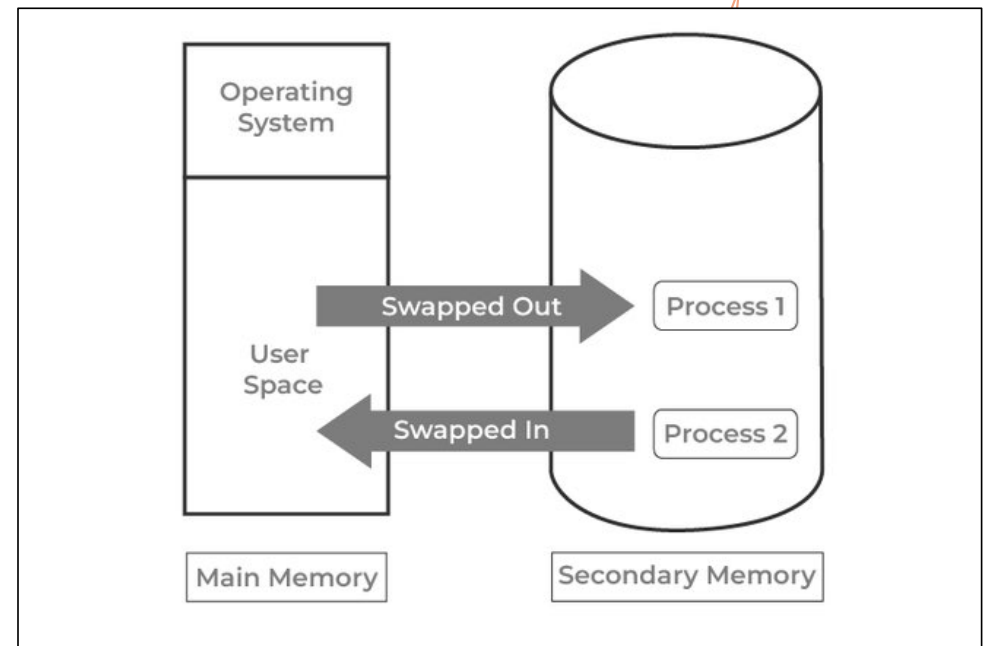 Operating
System
Swapped Out
Process 1
User
Space
Swapped In
Process 2
Main Memory
Secondary Memory